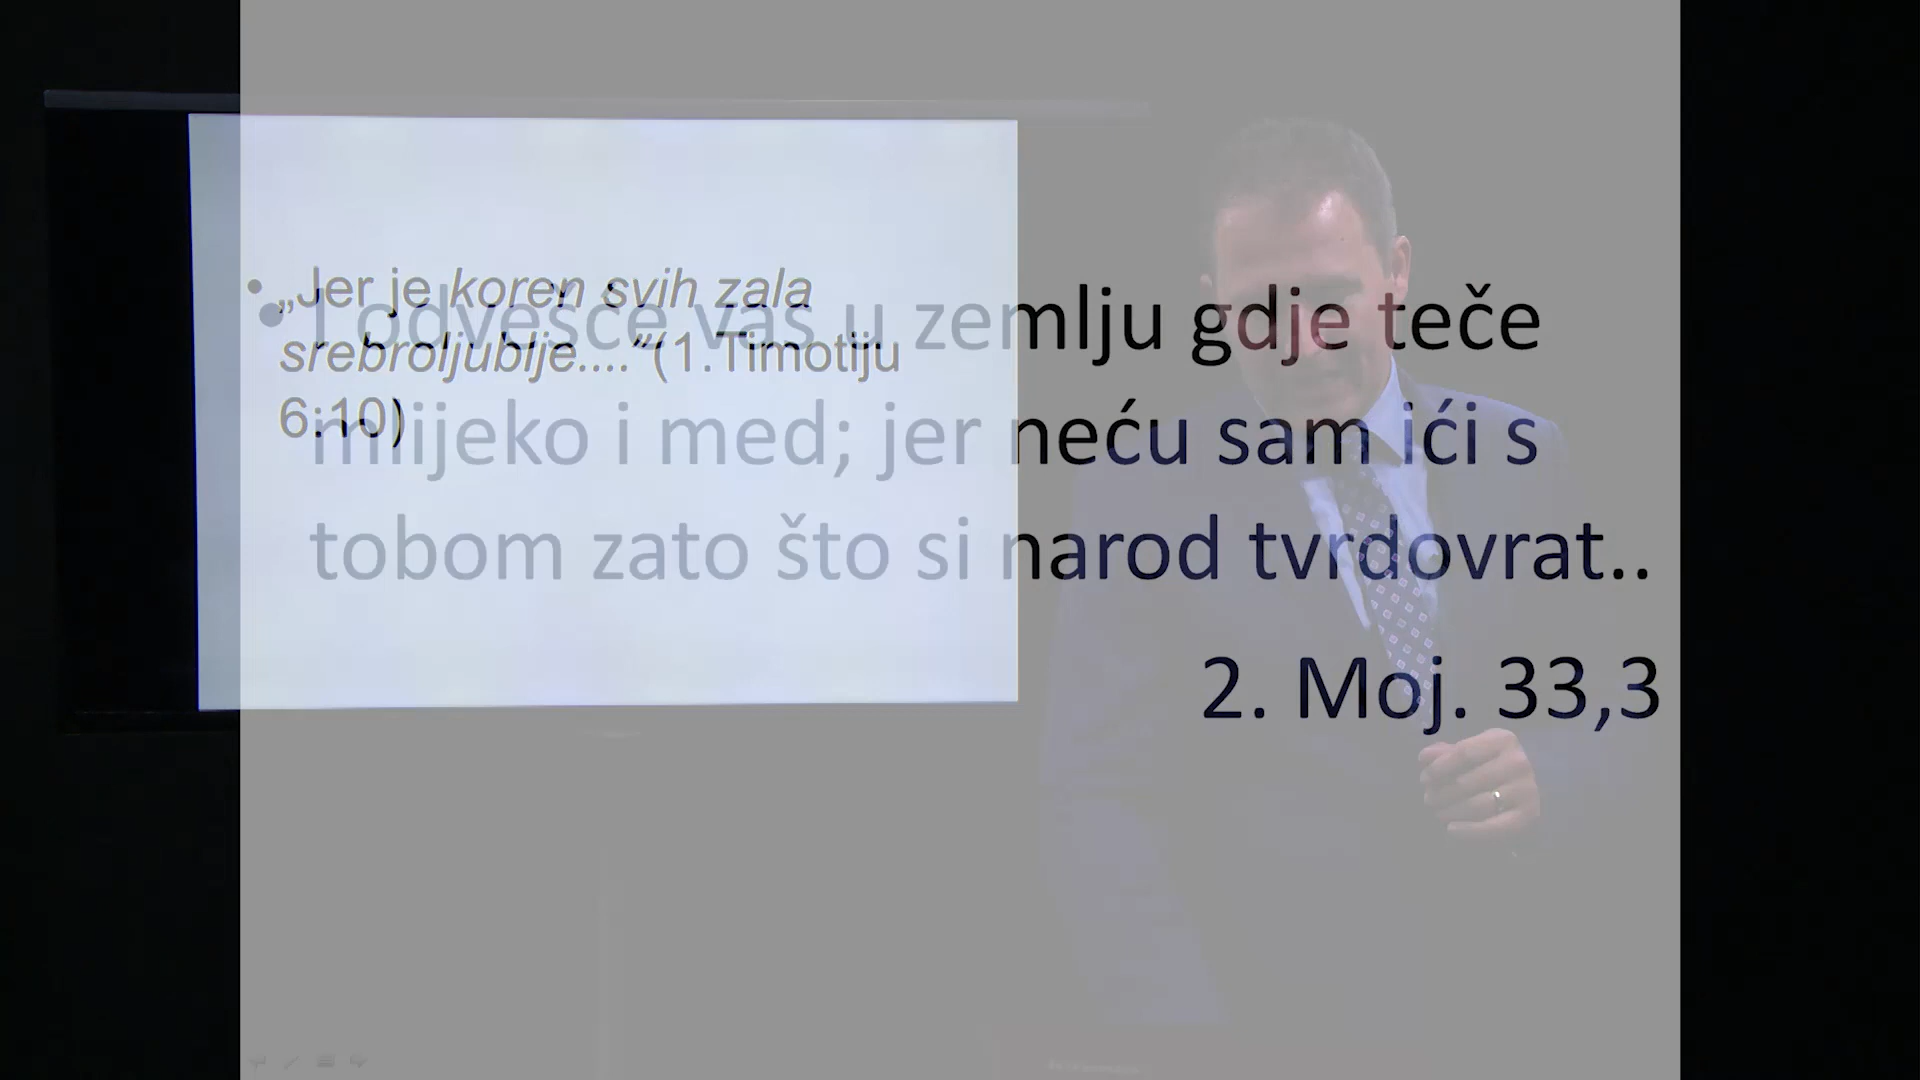 • „Jer je koren svih zala
srebroljublje....”(1.Timotiju
6:10)
• I odvešće vas u zemlju gdje teče
mlijeko i med; jer neću sam ići s
tobom zato što si narod tvrdovrat..
2. Moj. 33,3